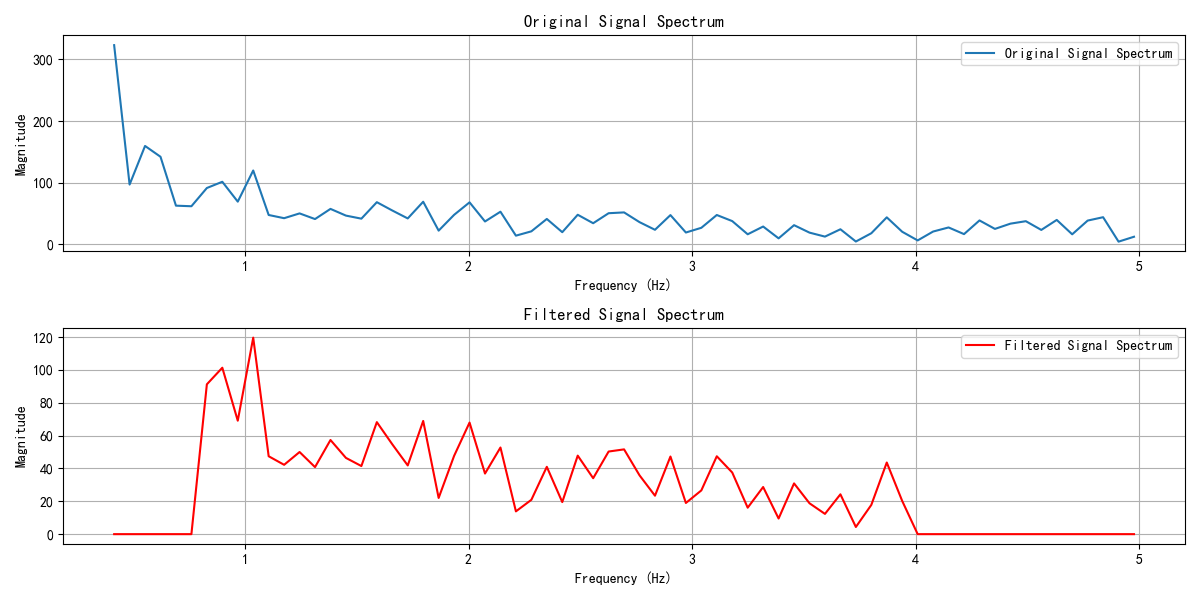 Original Signal Spectrum
Original Signal Spectrum
300
200
100
0
Magnitude
1 2 3 4 5
Frequency (Hz)
Filtered Signal Spectrum
Filtered Signal Spectrum
120
100
80
60
40
20
0
Magnitude
1 2 3 4 5
Frequency (Hz)